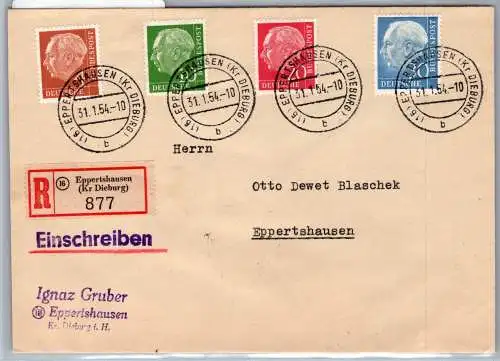 DEUTSCHE BUNDESPOST
DEUTSCHE BUNDESPOST
DEUTSCHE BUNDESPOST 20
DEUTSCHE BUNDESPOST
(16) EPPERTSHAUSEN (KR DIEBURG)
31.1.54.-10
b
(16) EPPERTSHAUSEN (KR DIEBURG)
31.1.54.-10
b
(16) EPPERTSHAUSEN (KR DIEBURG)
31.1.54.-10
b
(16) EPPERTSHAUSEN (KR DIEBURG)
31.1.54.-10
b
Herrn
R
16 Eppertshausen
(Kr Dieburg)
877
Otto Dewet Blaschek
Eppertshausen
Einschreiben
Ignaz Gruber
16 Eppertshausen
Kr. Dieburg i. H.